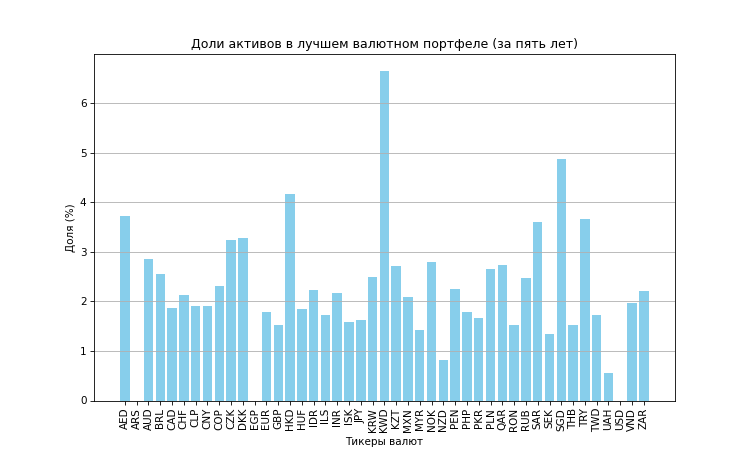 Доли активов в лучшем валютном портфеле (за пять лет)
Доля (%)
6
5
4
3
2
1
0
AED ARS AUD BRL CAD CHF CLP CNY COP CZK DKK EGP EUR GBP HKD HUF IDR ILS INR ISK JPY KRW KWD KZT MXN MYR NOK NZD PEN PHP PKR PLN QAR RON RUB SAR SEK SGD THB TRY TWD UAH USD VND ZAR
Тикеры валют